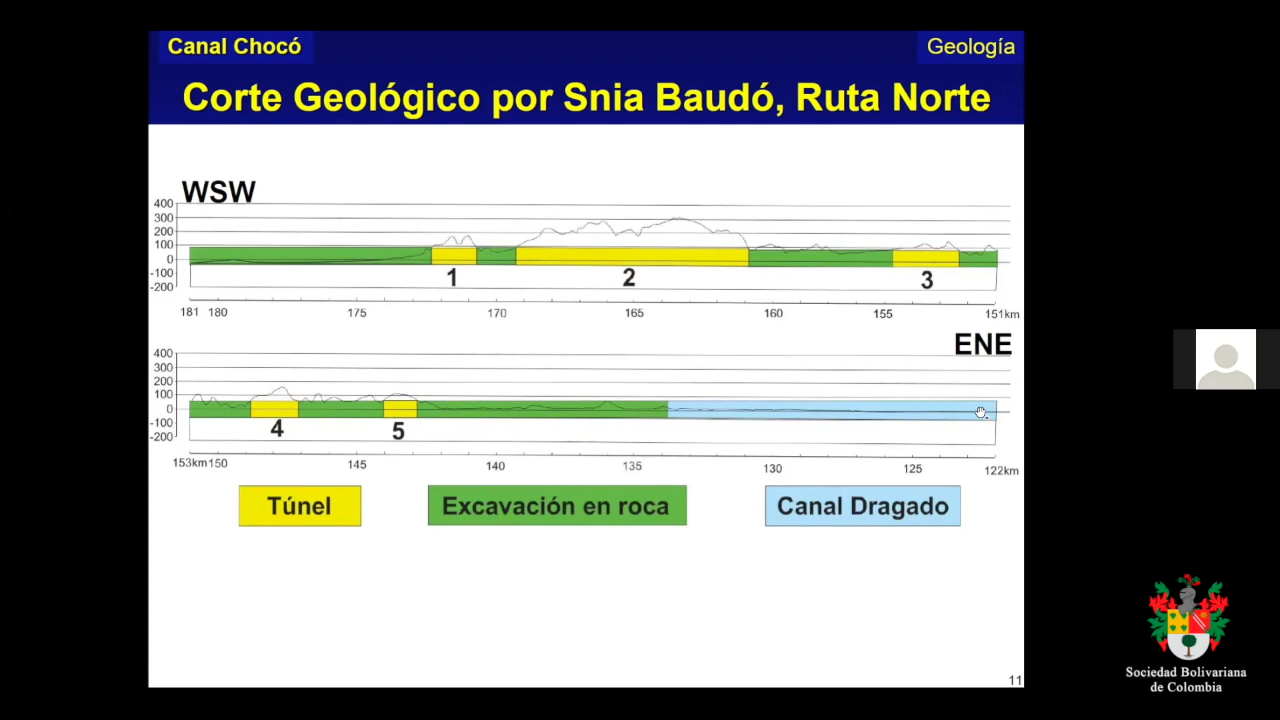 Canal Chocó
Geología
Corte Geológico por Snia Baudó, Ruta Norte
WSW
400
300
200
100
0
-100
-200
1
2
3
181 180 175 170 165 160 155 151km
ENE
400
300
200
100
0
-100
-200
4
5
153km150 145 140 135 130 125 122km
Túnel
Excavación en roca
Canal Dragado
11
Sociedad Bolivariana
de Colombia